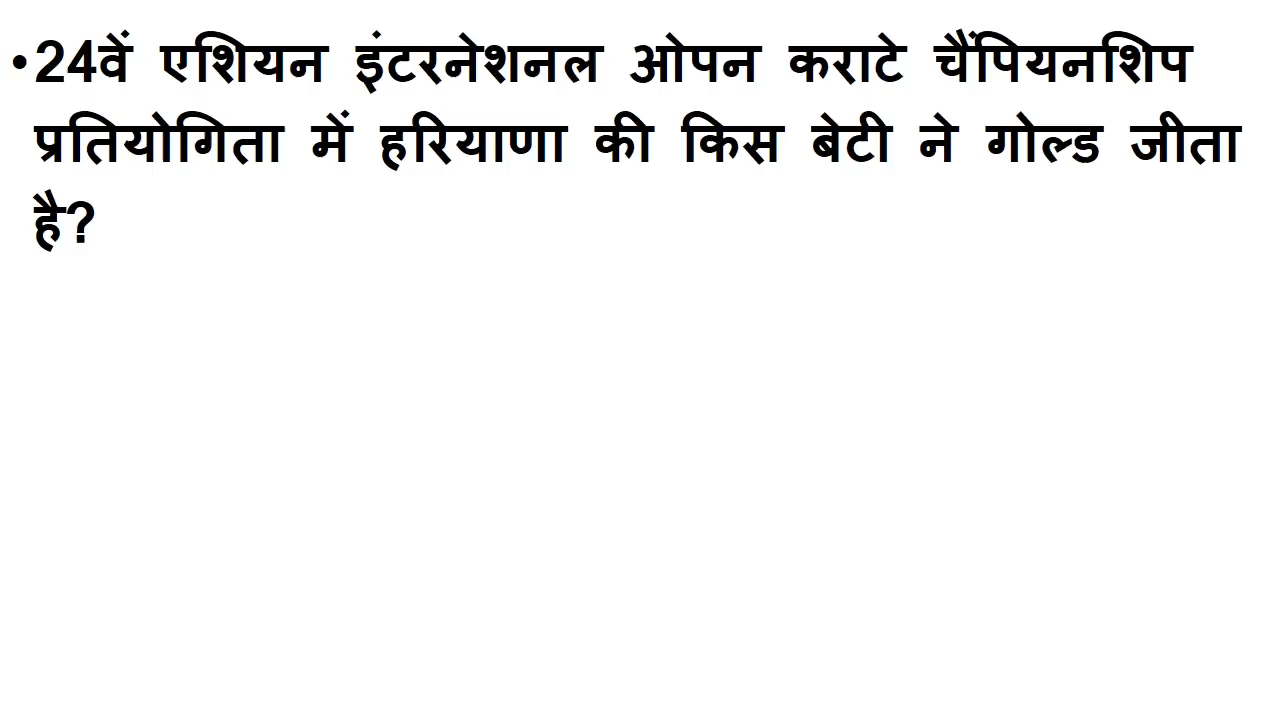 •24वें एशियन इंटरनेशनल ओपन कराटे चैंपियनशिप
प्रतियोगिता में हरियाणा की किस बेटी ने गोल्ड जीता
है?